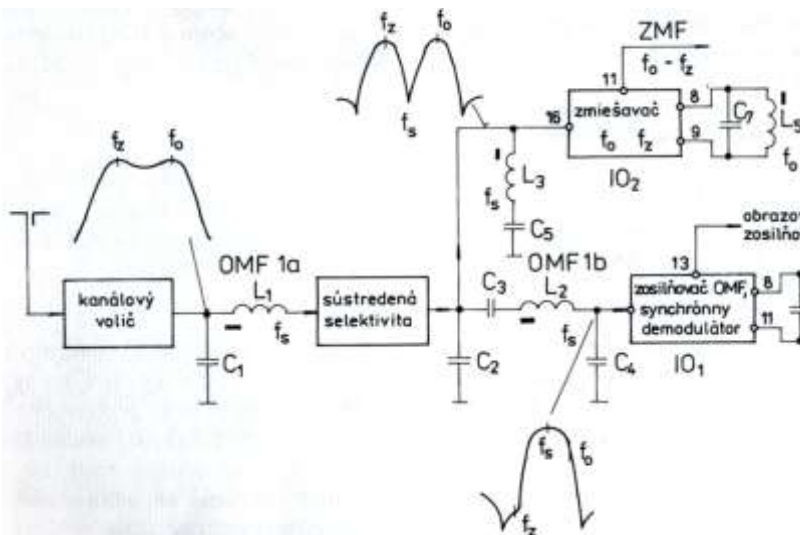 f_z f_o
f_s
ZMF
f_o - f_z
11
16
zmiešavač
f_o f_z
8
9
IO₂
C₇
L₅
f_o
f_z f_o
L₃
f_s
C₅
OMF 1a
L₁
f_s
kanálový
volič
C₁
sústredená
selektivita
OMF 1b
C₃
L₂
f_s
C₂
C₄
13
zosilňovač OMF,
synchrónny
demodulátor
8
11
IO₁
f_s
f_o
f_z